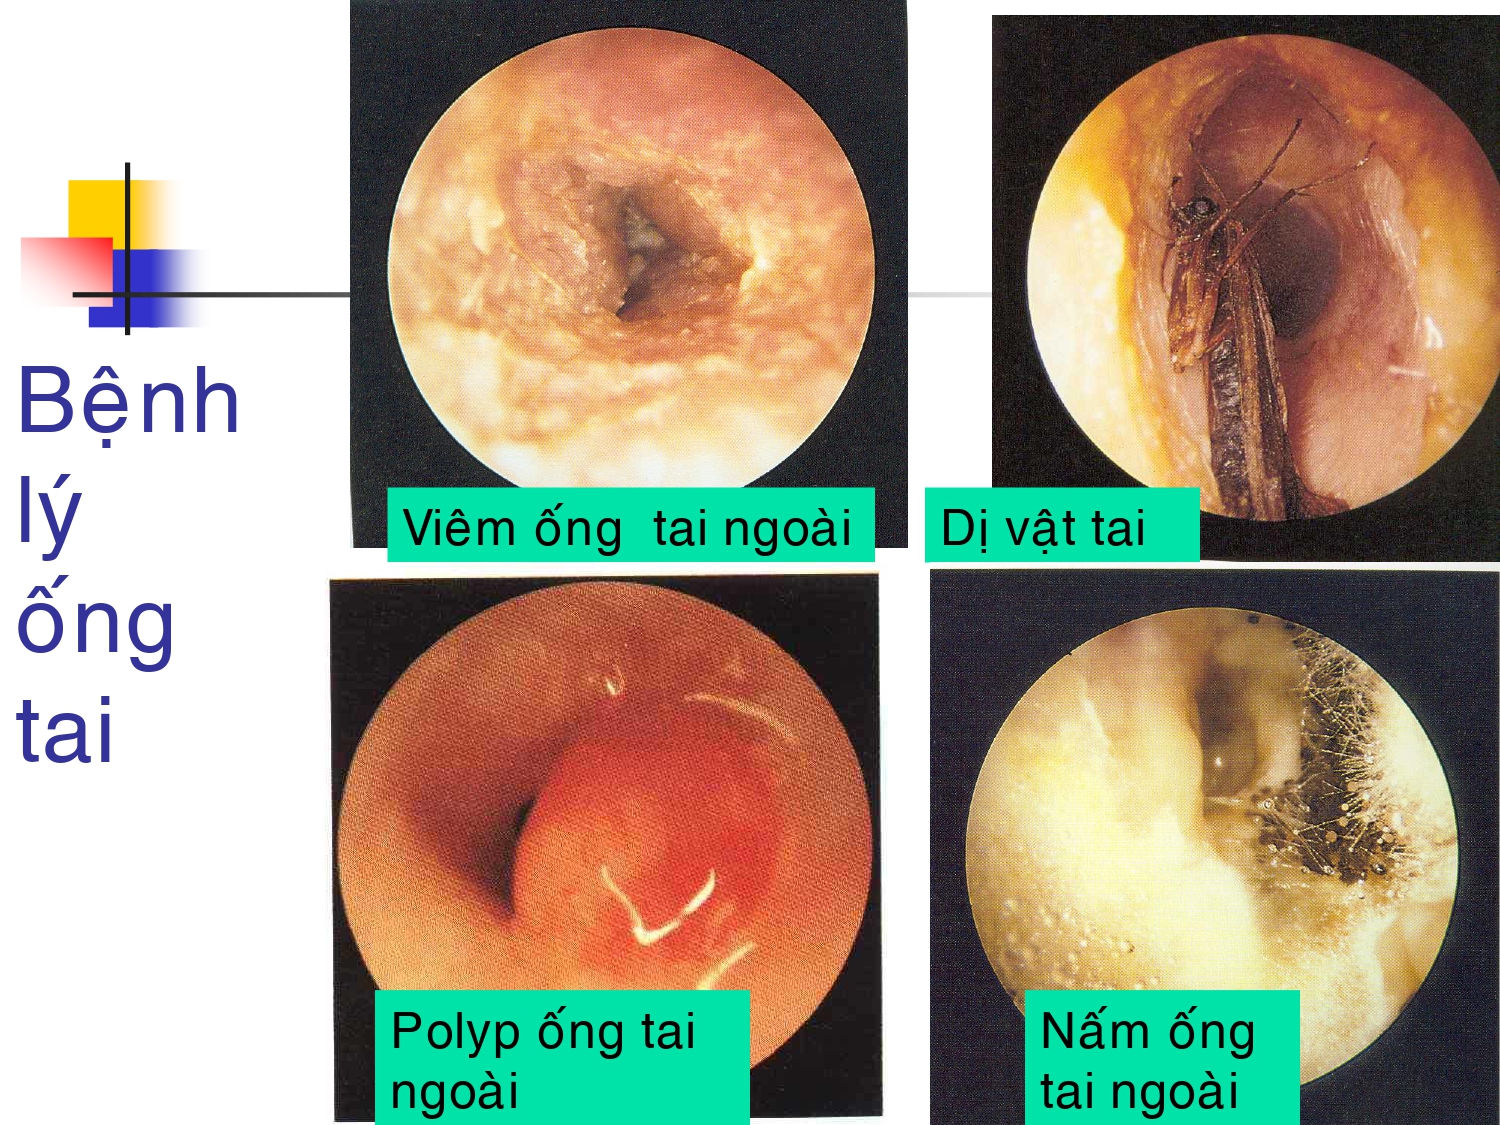 Bệnh
lý
ống
tai
Viêm ống tai ngoài
Dị vật tai
Polyp ống tai
ngoài
Nấm ống
tai ngoài